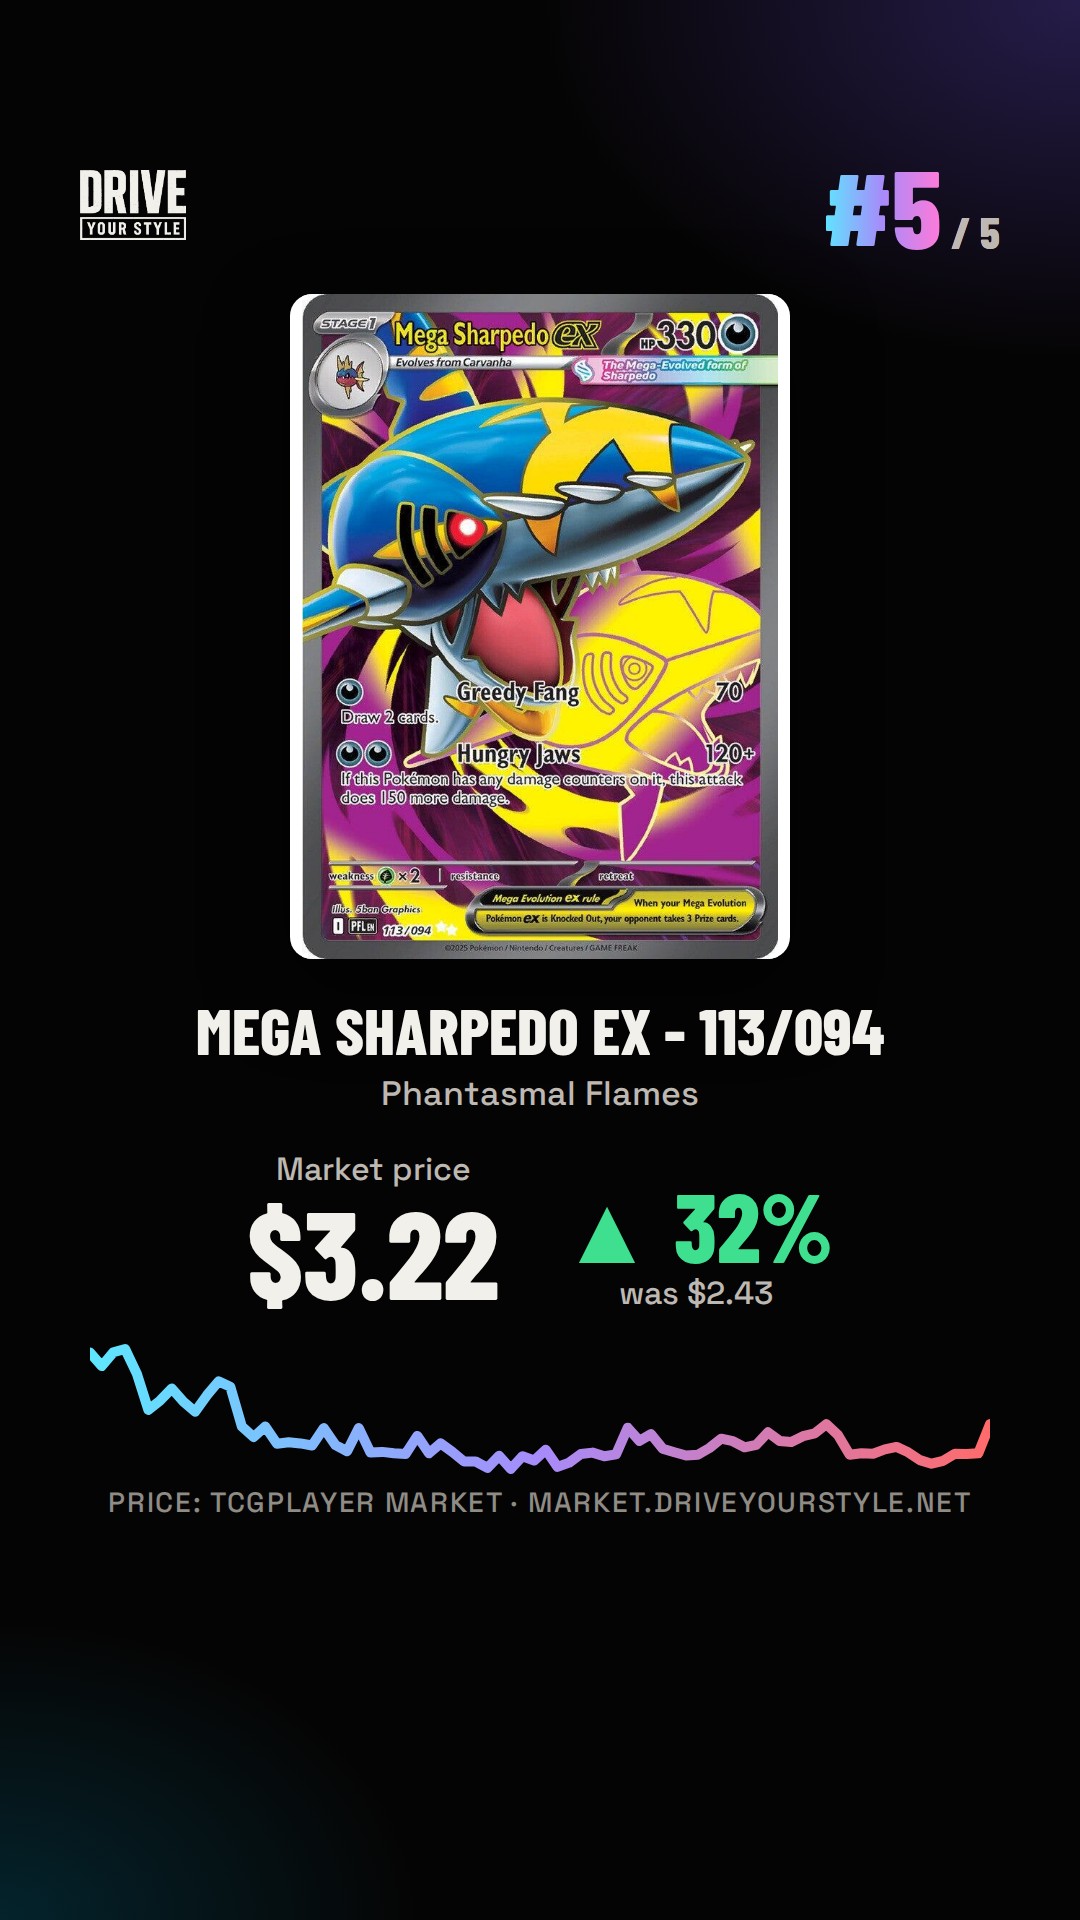 DRIVE
YOUR STYLE
#5 / 5
STAGE 1 Mega Sharpedo ex HP 330
Evolves from Carvanha
The Mega-Evolved form of
Sharpedo
Greedy Fang 70
Draw 2 cards.
Hungry Jaws 120+
If this Pokémon has any damage counters on it, this attack
does 150 more damage.
weakness ×2 | resistance retreat
Mega Evolution ex rule When your Mega Evolution
Pokémon ex is Knocked Out, your opponent takes 3 Prize cards.
Illus. 5ban Graphics
I PFL EN 113/094
©2025 Pokémon / Nintendo / Creatures / GAME FREAK
MEGA SHARPEDO EX - 113/094
Phantasmal Flames
Market price
$3.22
▲ 32%
was $2.43
PRICE: TCGPLAYER MARKET · MARKET.DRIVEYOURSTYLE.NET